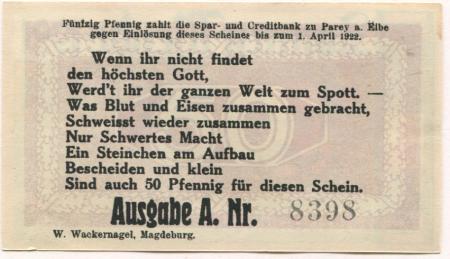 Fünfzig Pfennig zahlt die Spar- und Creditbank zu Parey a. Elbe
gegen Einlösung dieses Scheines bis zum 1. April 1922.
Wenn ihr nicht findet
den höchsten Gott,
Werd't ihr der ganzen Welt zum Spott. —
Was Blut und Eisen zusammen gebracht,
Schweisst wieder zusammen
Nur Schwertes Macht
Ein Steinchen am Aufbau
Bescheiden und klein
Sind auch 50 Pfennig für diesen Schein.
Ausgabe A. Nr. 8398
W. Wackernagel, Magdeburg.